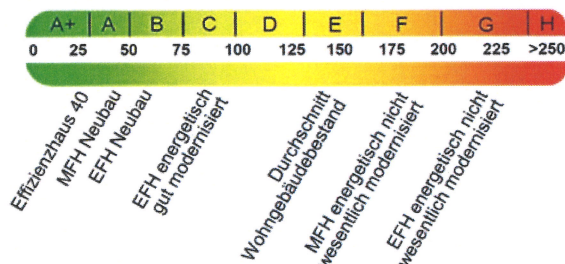 A+ A B C D E F G H
0 25 50 75 100 125 150 175 200 225 >250
Effizienzhaus 40
MFH Neubau
EFH Neubau
EFH energetisch
gut modernisiert
Durchschnitt
Wohngebäudebestand
MFH energetisch nicht
wesentlich modernisiert
EFH energetisch nicht
wesentlich modernisiert